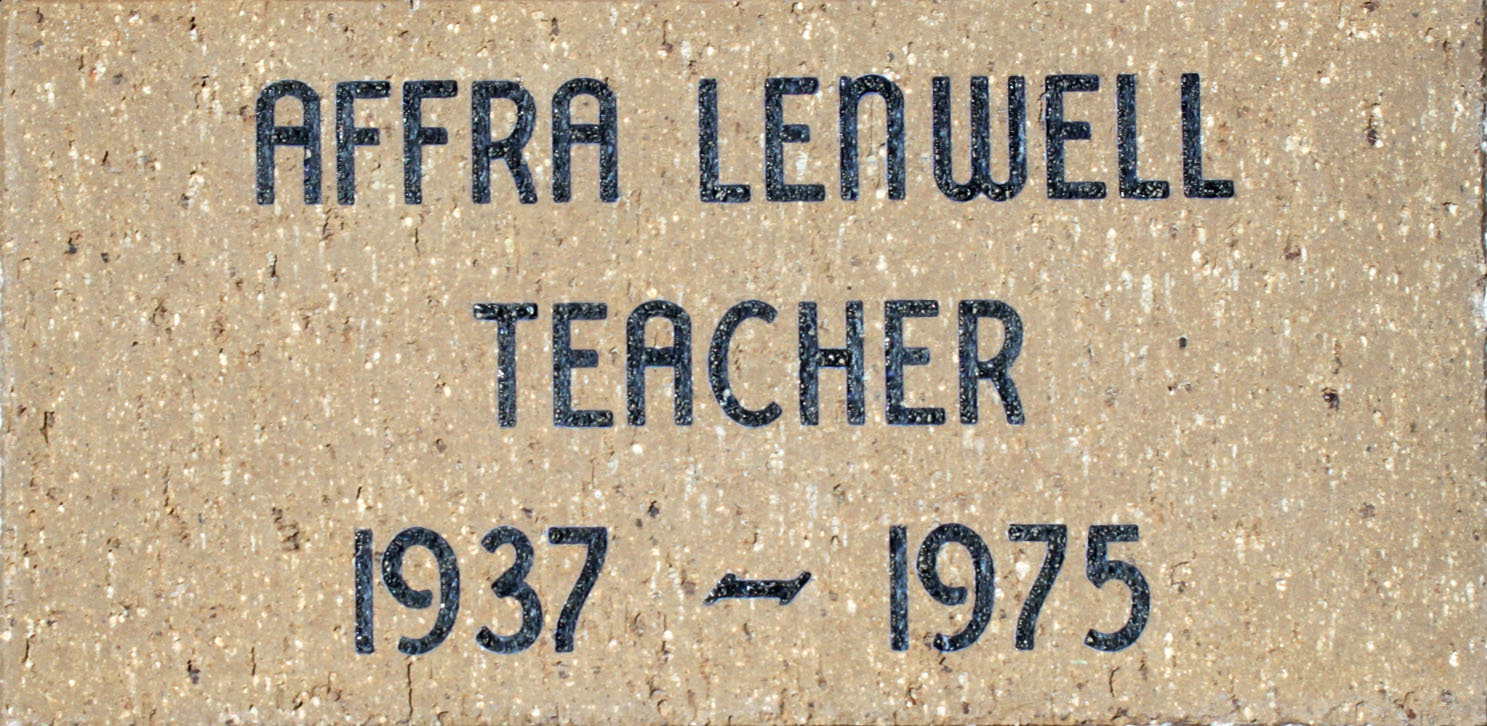 AFFRA LENWELL
TEACHER
1937 ~ 1975